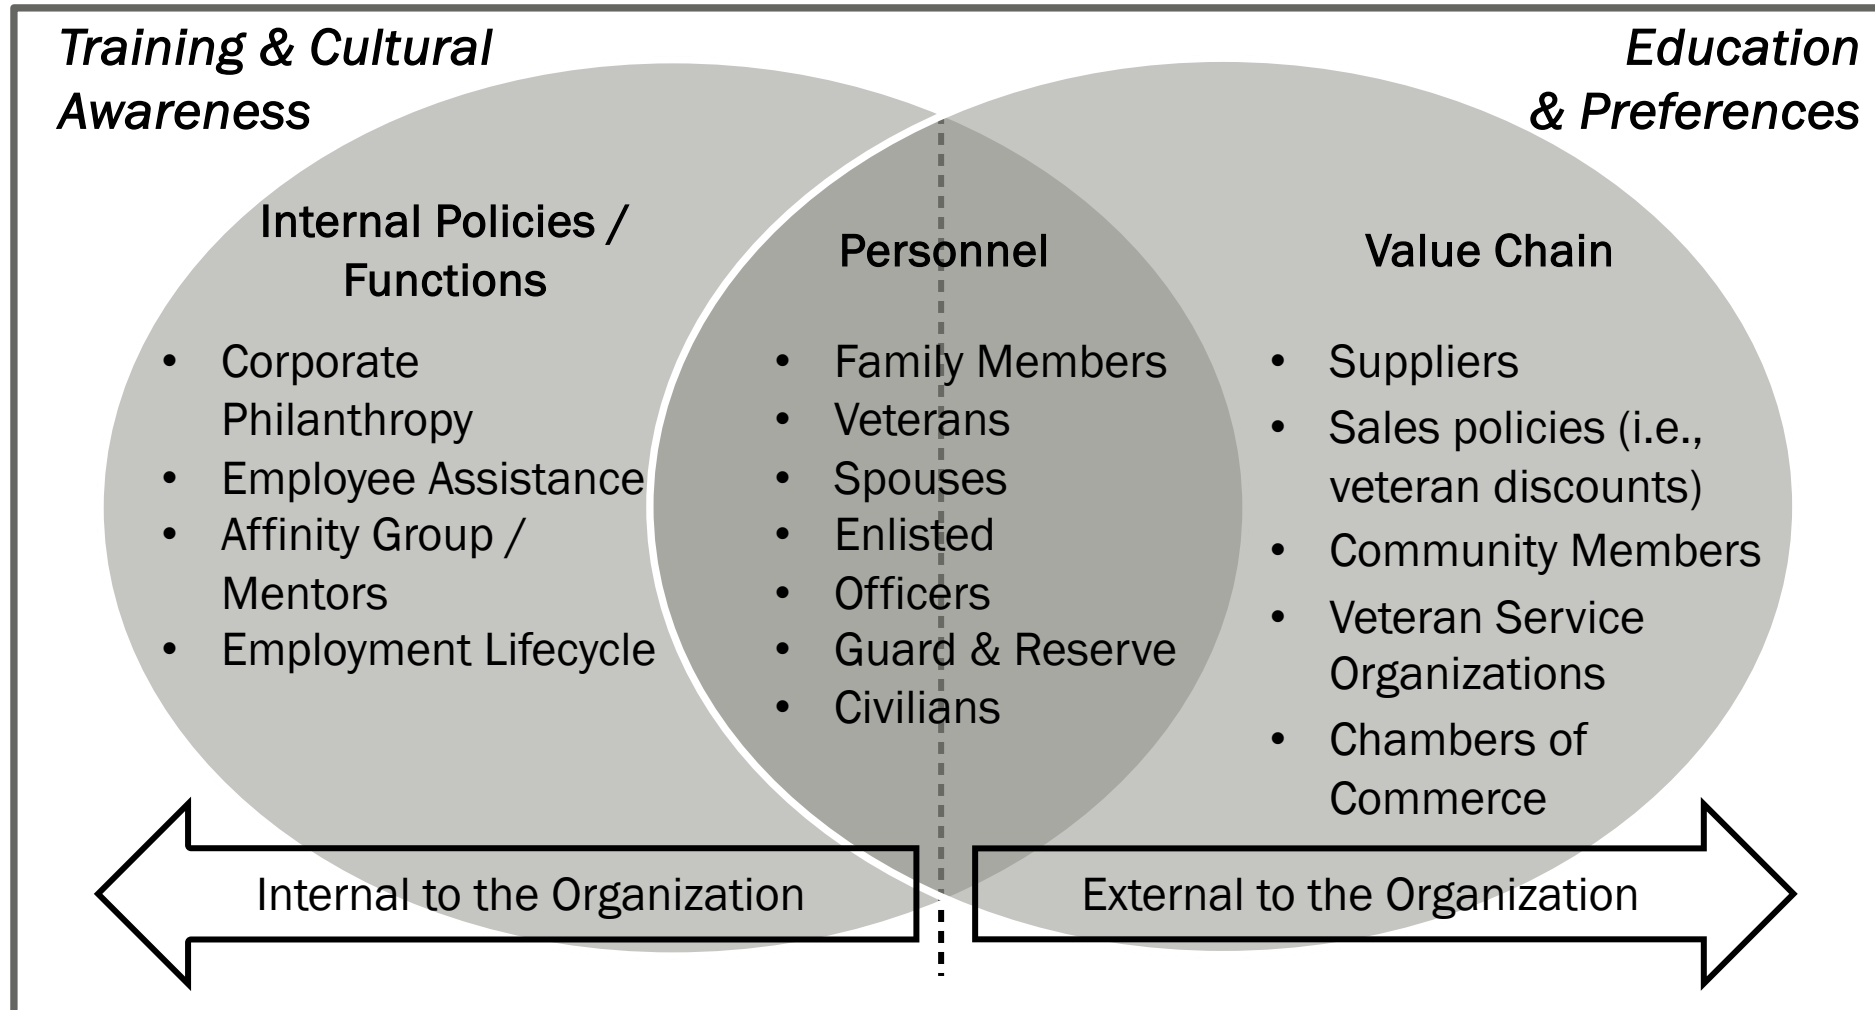 Training & Cultural
Awareness
Education
& Preferences
Internal Policies /
Functions
• Corporate
Philanthropy
• Employee Assistance
• Affinity Group /
Mentors
• Employment Lifecycle
Personnel
• Family Members
• Veterans
• Spouses
• Enlisted
• Officers
• Guard & Reserve
• Civilians
Value Chain
• Suppliers
• Sales policies (i.e.,
veteran discounts)
• Community Members
• Veteran Service
Organizations
• Chambers of
Commerce
Internal to the Organization
External to the Organization